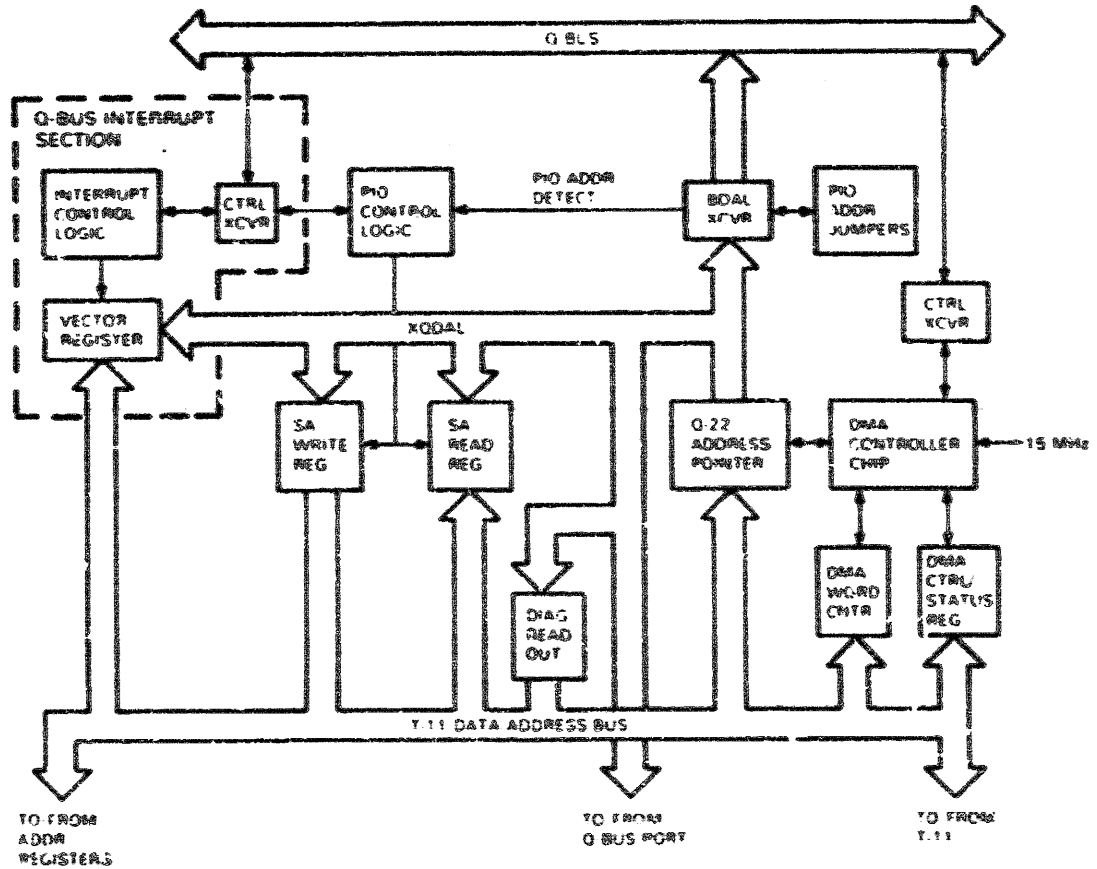 Q BUS
Q-BUS INTERRUPT
SECTION
INTERRUPT
CONTROL
LOGIC
CTRL
XCVR
PIO
CONTROL
LOGIC
PIO ADDR
DETECT
BDAL
XCVR
PIO
ADDR
JUMPERS
VECTOR
REGISTER
XQDAL
CTRL
XCVR
SA
WRITE
REG
SA
READ
REG
Q-22
ADDRESS
POINTER
DMA
CONTROLLER
CHIP
15 MHz
DIAG
READ
OUT
DMA
WORD
CNTR
DMA
CTRL/
STATUS
REG
T-11 DATA ADDRESS BUS
TO FROM
ADDR
REGISTERS
TO FROM
Q BUS PORT
TO FROM
T-11